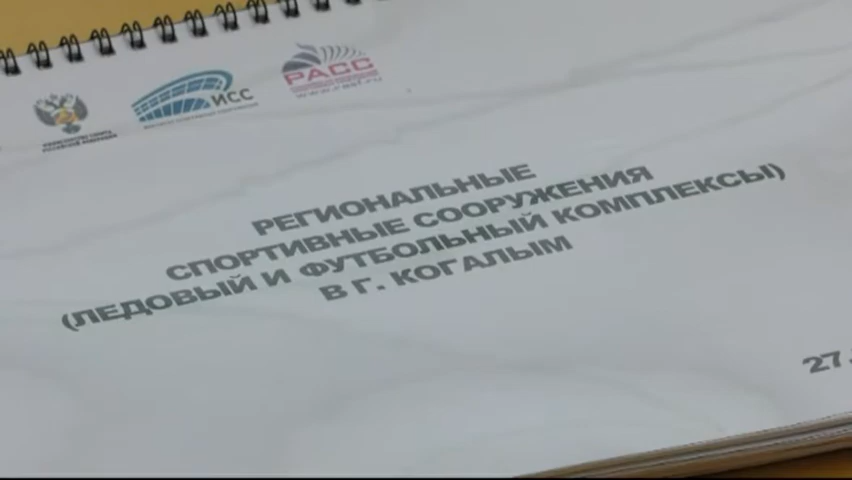 ИСС
РАСС
РЕГИОНАЛЬНЫЕ
СПОРТИВНЫЕ СООРУЖЕНИЯ
(ЛЕДОВЫЙ И ФУТБОЛЬНЫЙ КОМПЛЕКСЫ)
В Г. КОГАЛЫМ
27.